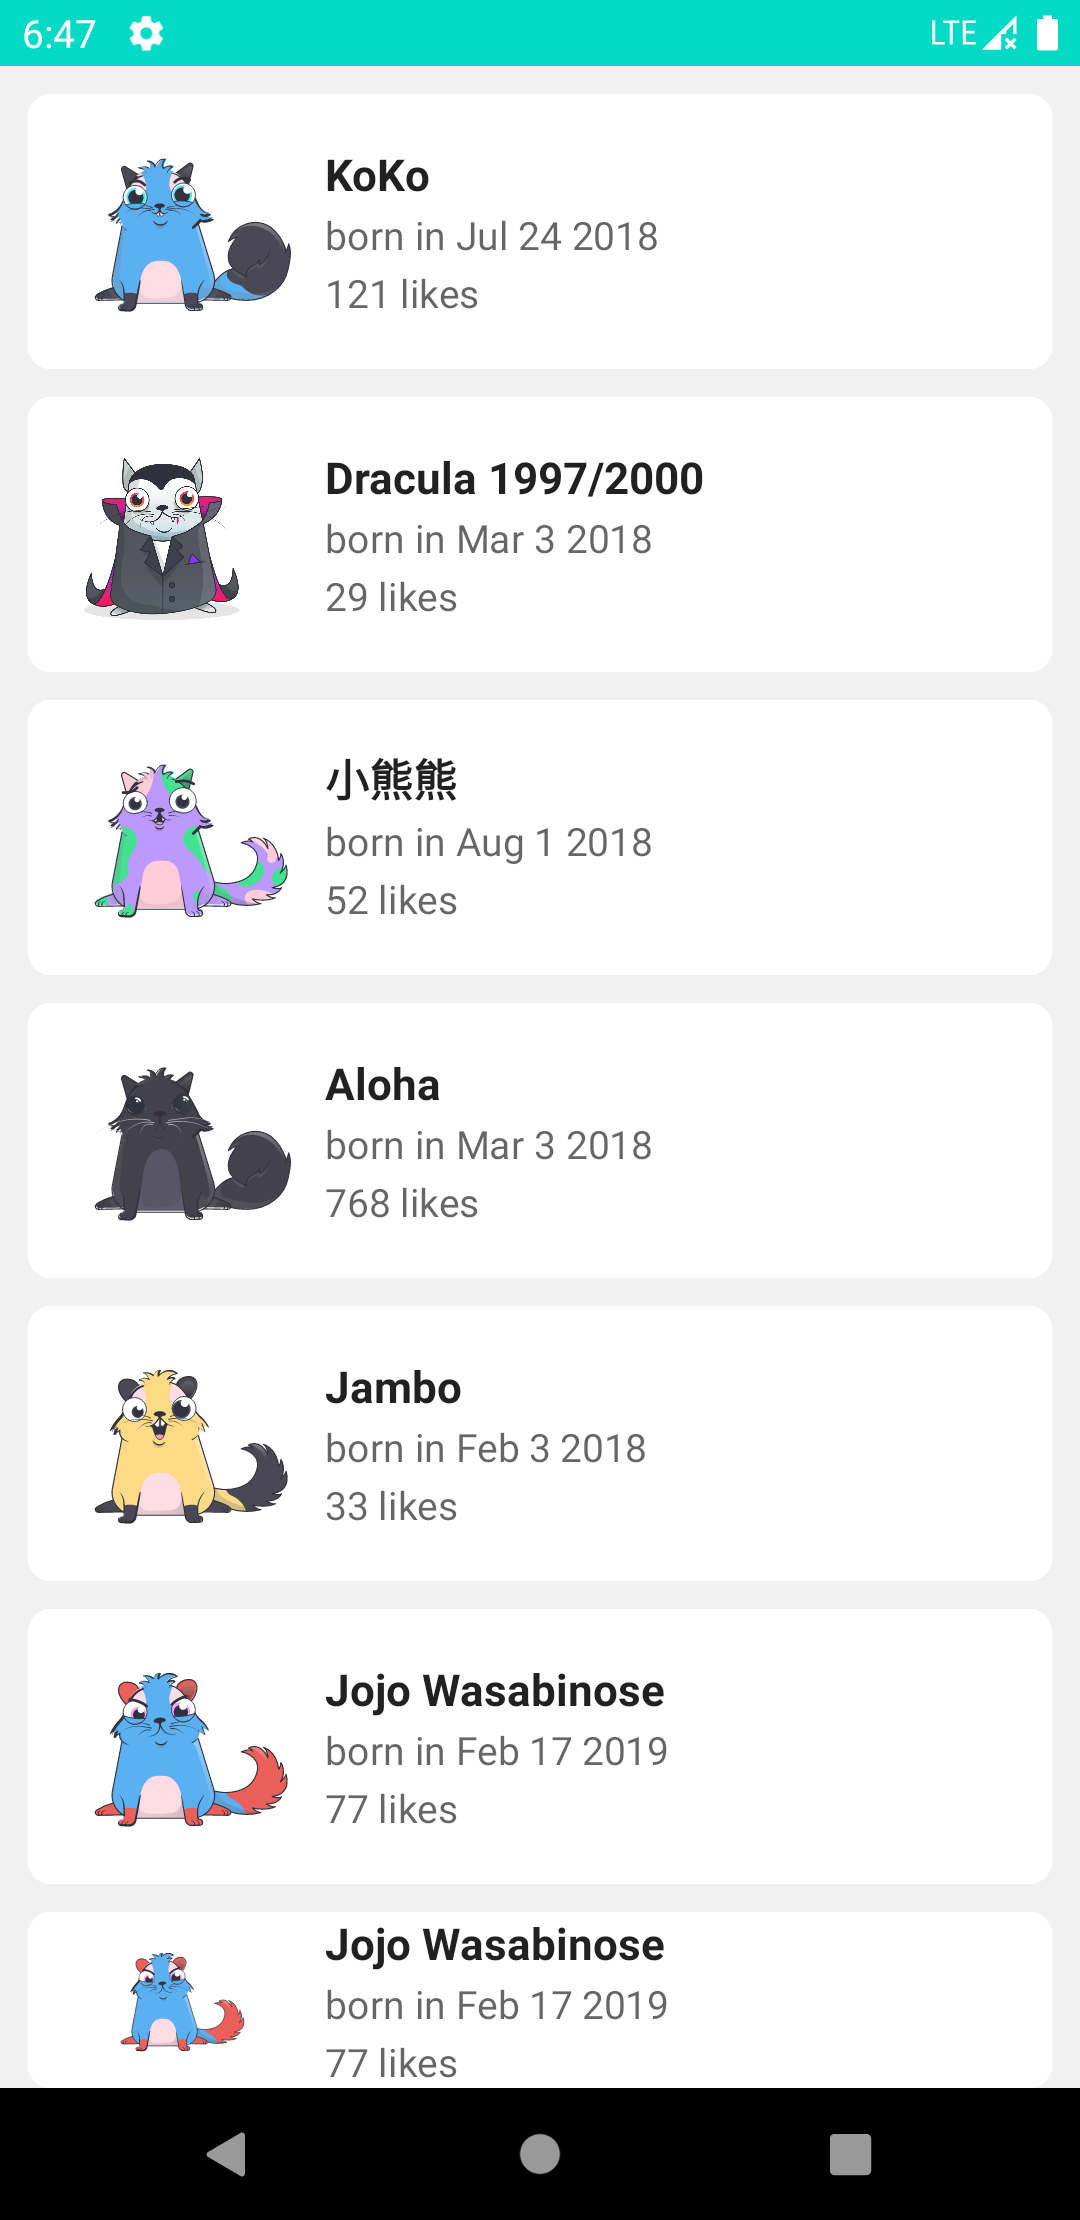 6:47 LTE
KoKo
born in Jul 24 2018
121 likes
Dracula 1997/2000
born in Mar 3 2018
29 likes
小熊熊
born in Aug 1 2018
52 likes
Aloha
born in Mar 3 2018
768 likes
Jambo
born in Feb 3 2018
33 likes
Jojo Wasabinose
born in Feb 17 2019
77 likes
Jojo Wasabinose
born in Feb 17 2019
77 likes